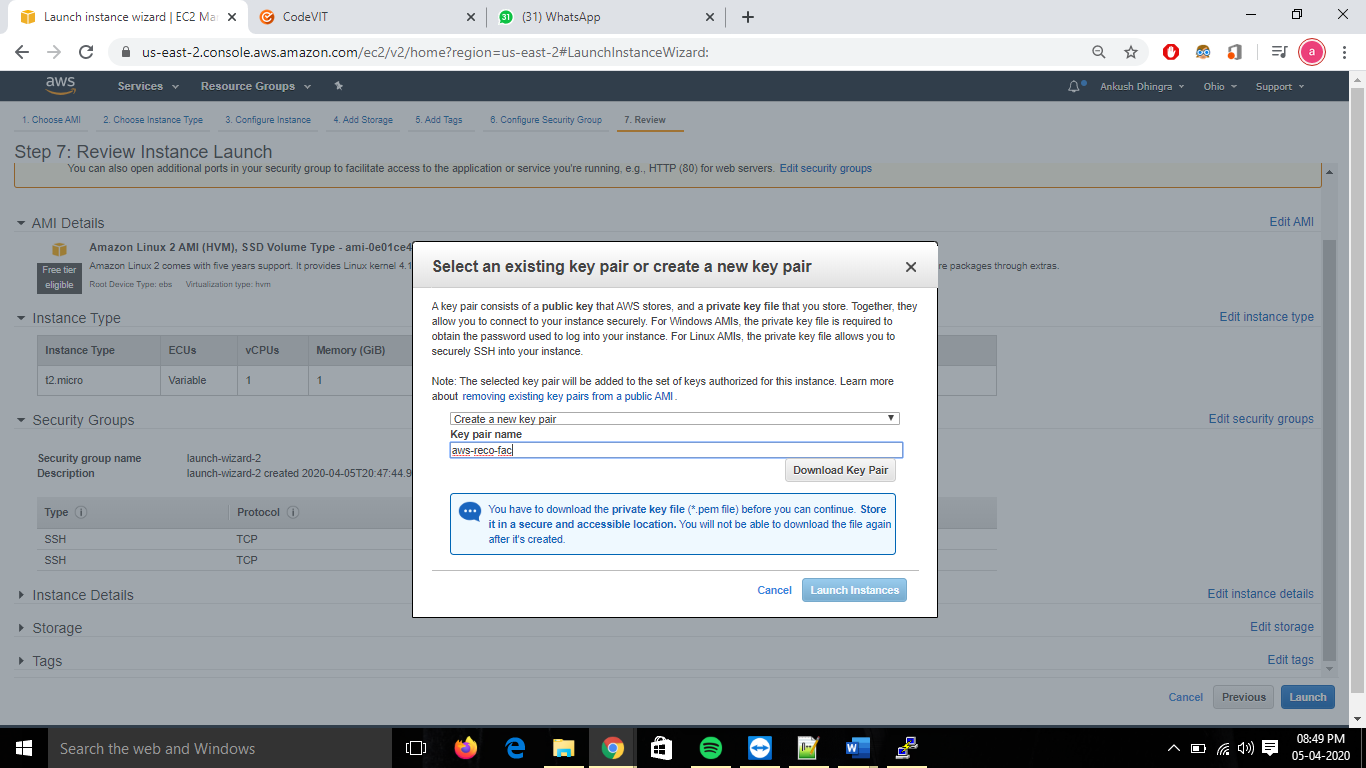 Launch instance wizard | EC2 Mar
CodeVIT
(31) WhatsApp
us-east-2.console.aws.amazon.com/ec2/v2/home?region=us-east-2#LaunchInstanceWizard:
a
aws
Services
Resource Groups
Ankush Dhingra
Ohio
Support
1. Choose AMI
2. Choose Instance Type
3. Configure Instance
4. Add Storage
5. Add Tags
6. Configure Security Group
7. Review
Step 7: Review Instance Launch
You can also open additional ports in your security group to facilitate access to the application or service you're running, e.g., HTTP (80) for web servers. Edit security groups
AMI Details
Edit AMI
Amazon Linux 2 AMI (HVM), SSD Volume Type - ami-0e01ce4
Free tier
eligible
Amazon Linux 2 comes with five years support. It provides Linux kernel 4.1
re packages through extras.
Root Device Type: ebs Virtualization type: hvm
Instance Type
Edit instance type
Instance Type
ECUs
vCPUs
Memory (GiB)
t2.micro
Variable
1
1
Security Groups
Edit security groups
Security group name
launch-wizard-2
Description
launch-wizard-2 created 2020-04-05T20:47:44.9
Type
Protocol
SSH
TCP
SSH
TCP
Instance Details
Edit instance details
Storage
Edit storage
Tags
Edit tags
Cancel
Previous
Launch
Select an existing key pair or create a new key pair
A key pair consists of a public key that AWS stores, and a private key file that you store. Together, they
allow you to connect to your instance securely. For Windows AMIs, the private key file is required to
obtain the password used to log into your instance. For Linux AMIs, the private key file allows you to
securely SSH into your instance.
Note: The selected key pair will be added to the set of keys authorized for this instance. Learn more
about removing existing key pairs from a public AMI.
Create a new key pair
Key pair name
aws-reco-fac
Download Key Pair
You have to download the private key file (*.pem file) before you can continue. Store
it in a secure and accessible location. You will not be able to download the file again
after it's created.
Cancel
Launch Instances
Search the web and Windows
08:49 PM
05-04-2020